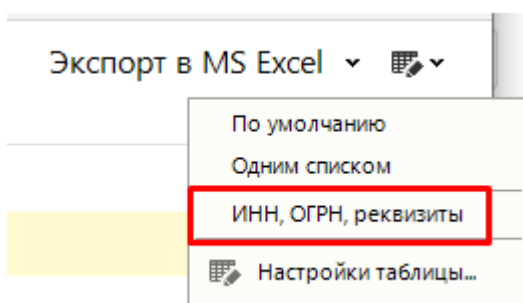 Экспорт в MS Excel
По умолчанию
Одним списком
ИНН, ОГРН, реквизиты
Настройки таблицы...